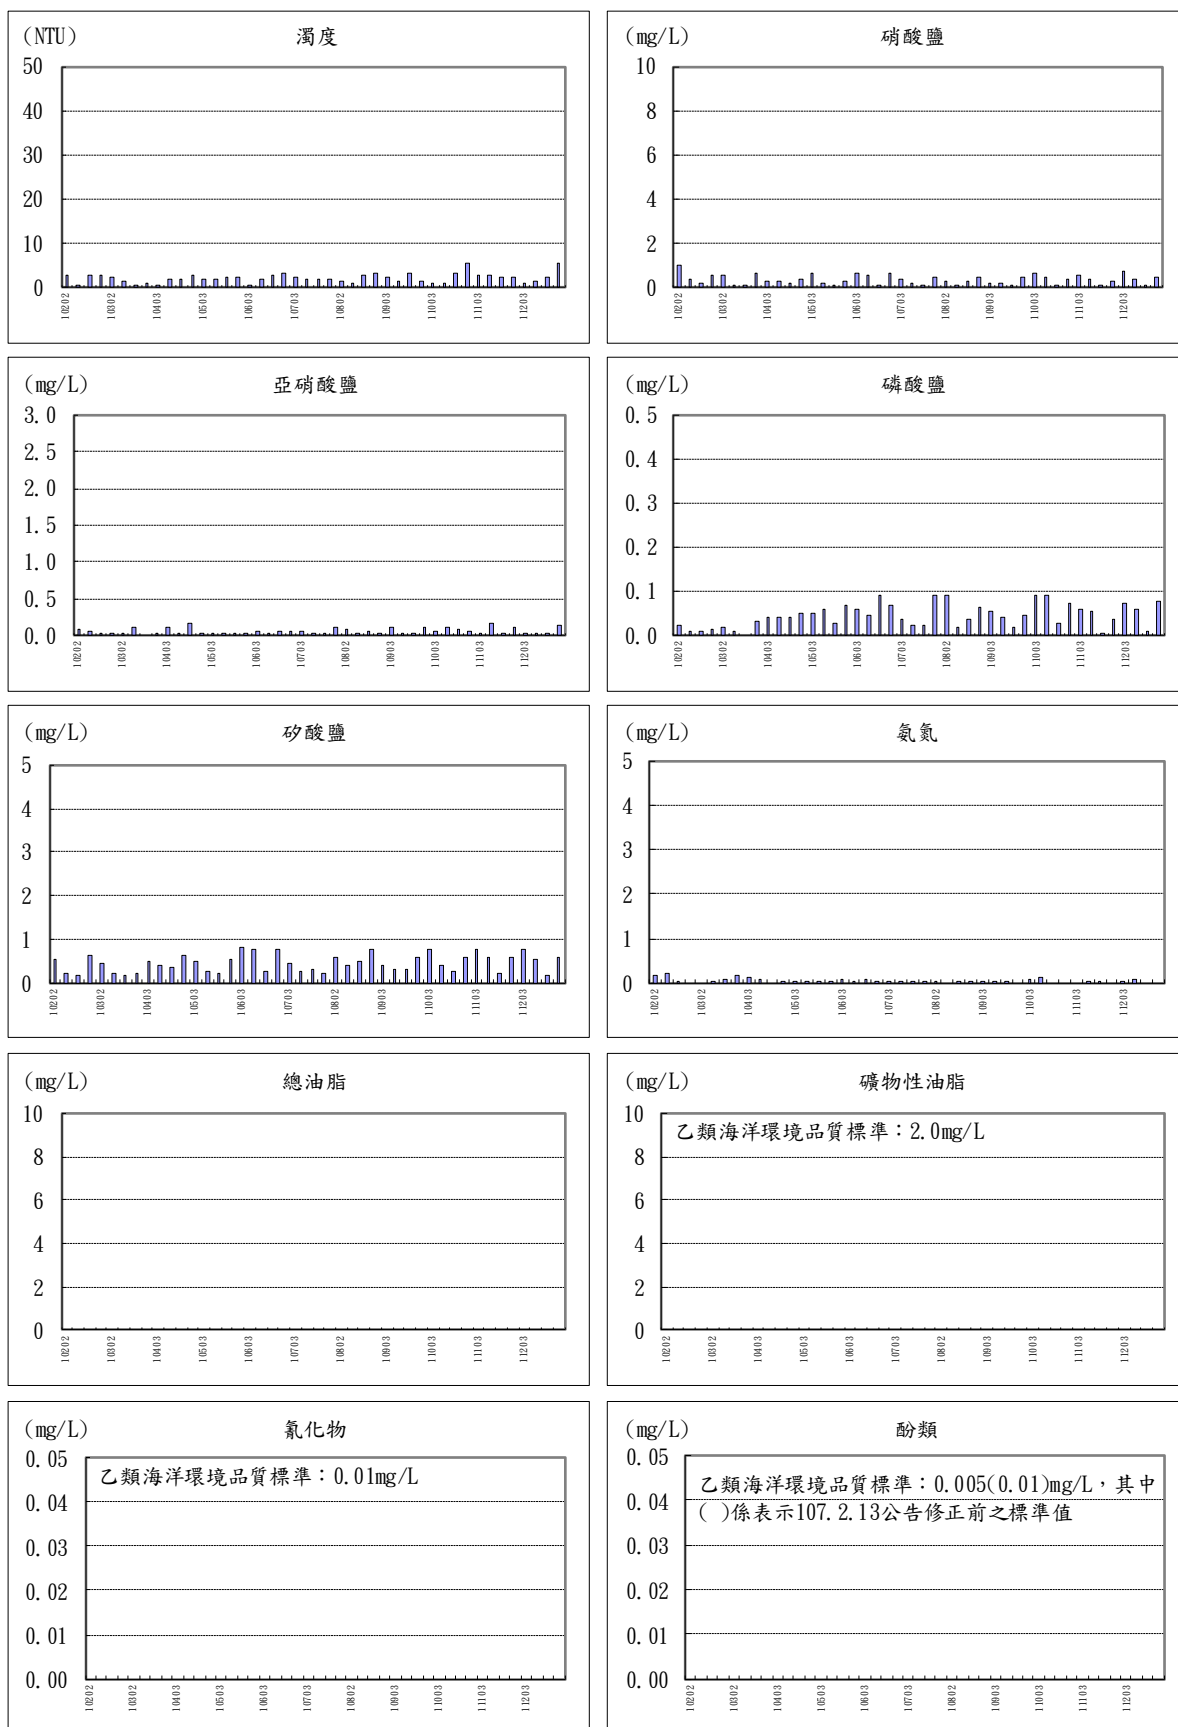 (NTU) 濁度
50
40
30
20
10
0
10202 10302 10403 10503 10603 10703 10802 10903 11003 11103 11203
(mg/L) 硝酸鹽
10
8
6
4
2
0
10202 10302 10403 10503 10603 10703 10802 10903 11003 11103 11203
(mg/L) 亞硝酸鹽
3.0
2.5
2.0
1.5
1.0
0.5
0.0
10202 10302 10403 10503 10603 10703 10802 10903 11003 11103 11203
(mg/L) 磷酸鹽
0.5
0.4
0.3
0.2
0.1
0.0
10202 10302 10403 10503 10603 10703 10802 10903 11003 11103 11203
(mg/L) 矽酸鹽
5
4
3
2
1
0
10202 10302 10403 10503 10603 10703 10802 10903 11003 11103 11203
(mg/L) 氨氮
5
4
3
2
1
0
10202 10302 10403 10503 10603 10703 10802 10903 11003 11103 11203
(mg/L) 總油脂
10
8
6
4
2
0
10202 10302 10403 10503 10603 10703 10802 10903 11003 11103 11203
(mg/L) 礦物性油脂
乙類海洋環境品質標準：2.0mg/L
10
8
6
4
2
0
10202 10302 10403 10503 10603 10703 10802 10903 11003 11103 11203
(mg/L) 氰化物
乙類海洋環境品質標準：0.01mg/L
0.05
0.04
0.03
0.02
0.01
0.00
10202 10302 10403 10503 10603 10703 10802 10903 11003 11103 11203
(mg/L) 酚類
乙類海洋環境品質標準：0.005(0.01)mg/L，其中
( )係表示107.2.13公告修正前之標準值
0.05
0.04
0.03
0.02
0.01
0.00
10202 10302 10403 10503 10603 10703 10802 10903 11003 11103 11203